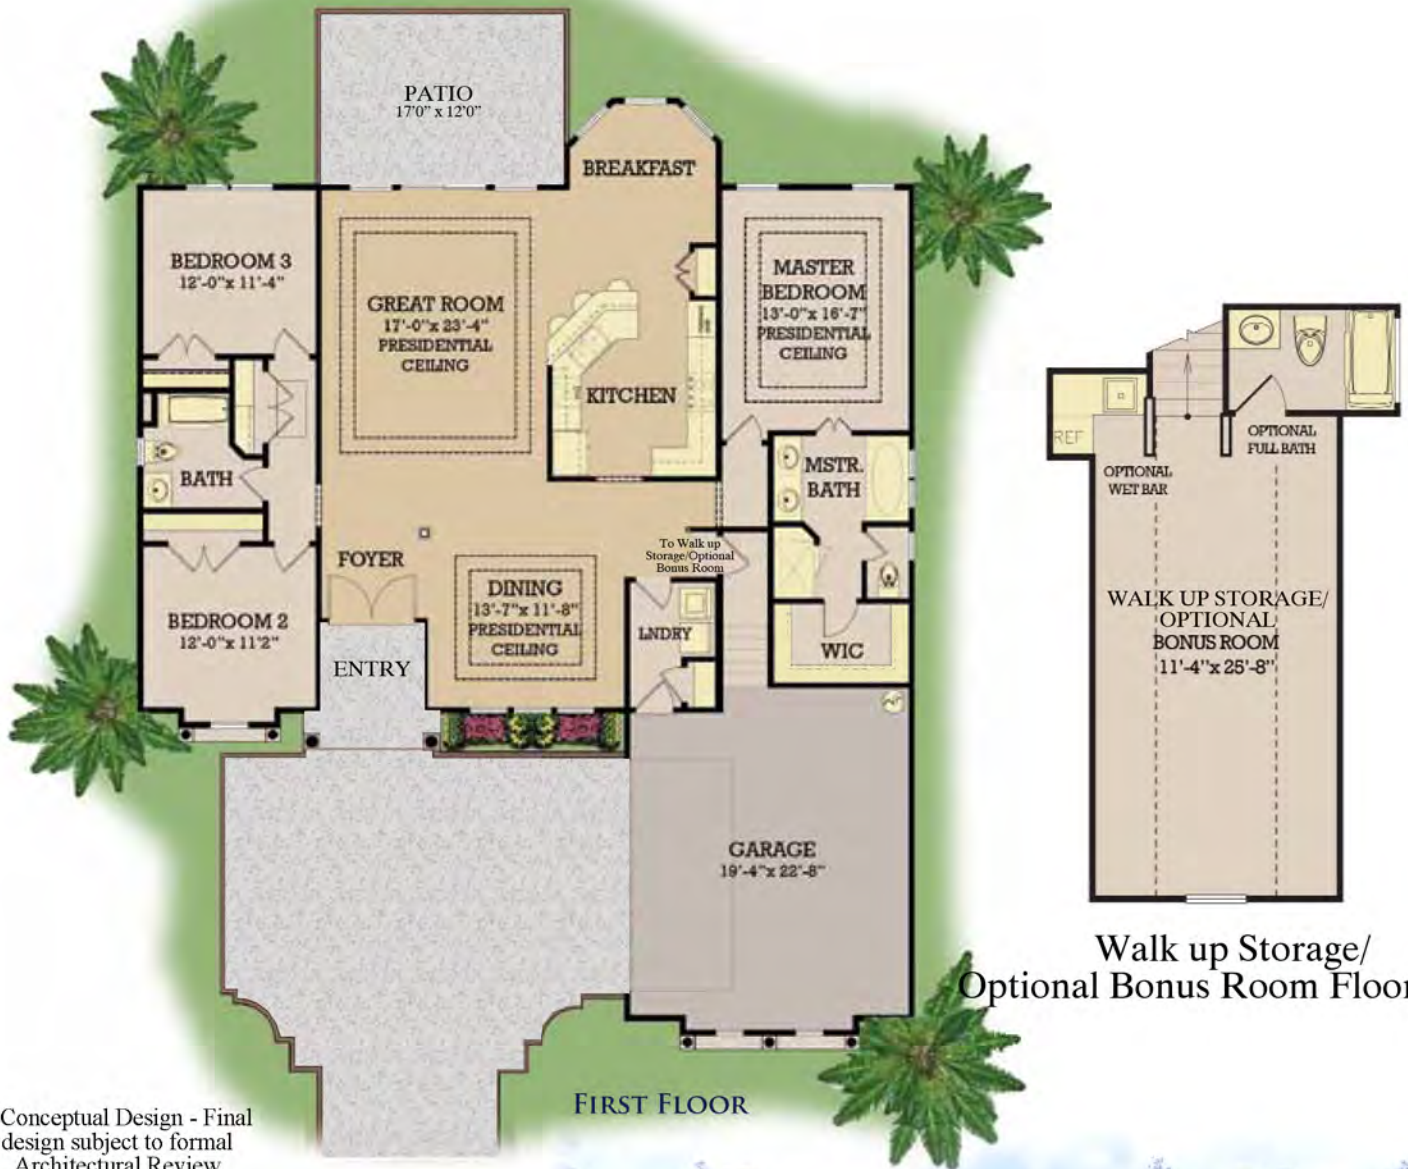 PATIO
17'0" x 12'0"
BREAKFAST
BEDROOM 3
12'-0"x 11'-4"
GREAT ROOM
17'-0"x 23'-4"
PRESIDENTIAL
CEILING
MASTER
BEDROOM
13'-0"x 16'-7"
PRESIDENTIAL
CEILING
KITCHEN
BATH
MSTR.
BATH
FOYER
To Walk up
Storage/Optional
Bonus Room
DINING
13'-7"x 11'-8"
PRESIDENTIAL
CEILING
BEDROOM 2
12'-0"x 11'2"
LNDRY
WIC
ENTRY
GARAGE
19'-4"x 22'-8"
FIRST FLOOR
Conceptual Design - Final
design subject to formal
Architectural Review
REF
OPTIONAL
WET BAR
OPTIONAL
FULL BATH
WALK UP STORAGE/
OPTIONAL
BONUS ROOM
11'-4"x 25'-8"
Walk up Storage/
Optional Bonus Room Floor